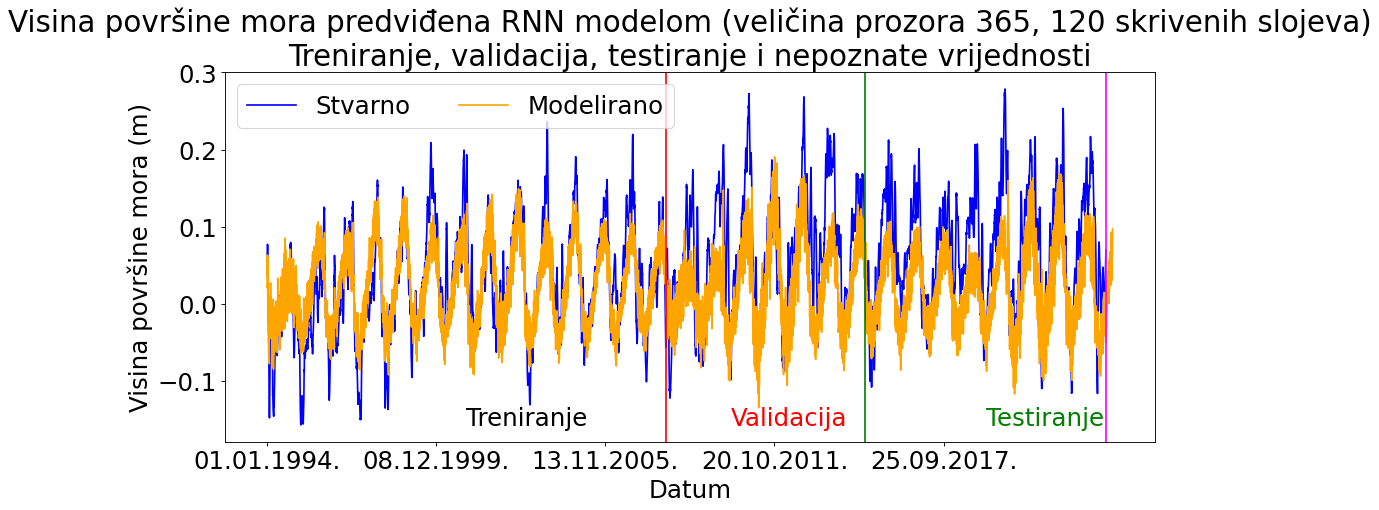 Visina površine mora predviđena RNN modelom (veličina prozora 365, 120 skrivenih slojeva)
Treniranje, validacija, testiranje i nepoznate vrijednosti
Stvarno
Modelirano
Visina površine mora (m)
0.3
0.2
0.1
0.0
−0.1
Treniranje
Validacija
Testiranje
01.01.1994.
08.12.1999.
13.11.2005.
20.10.2011.
25.09.2017.
Datum